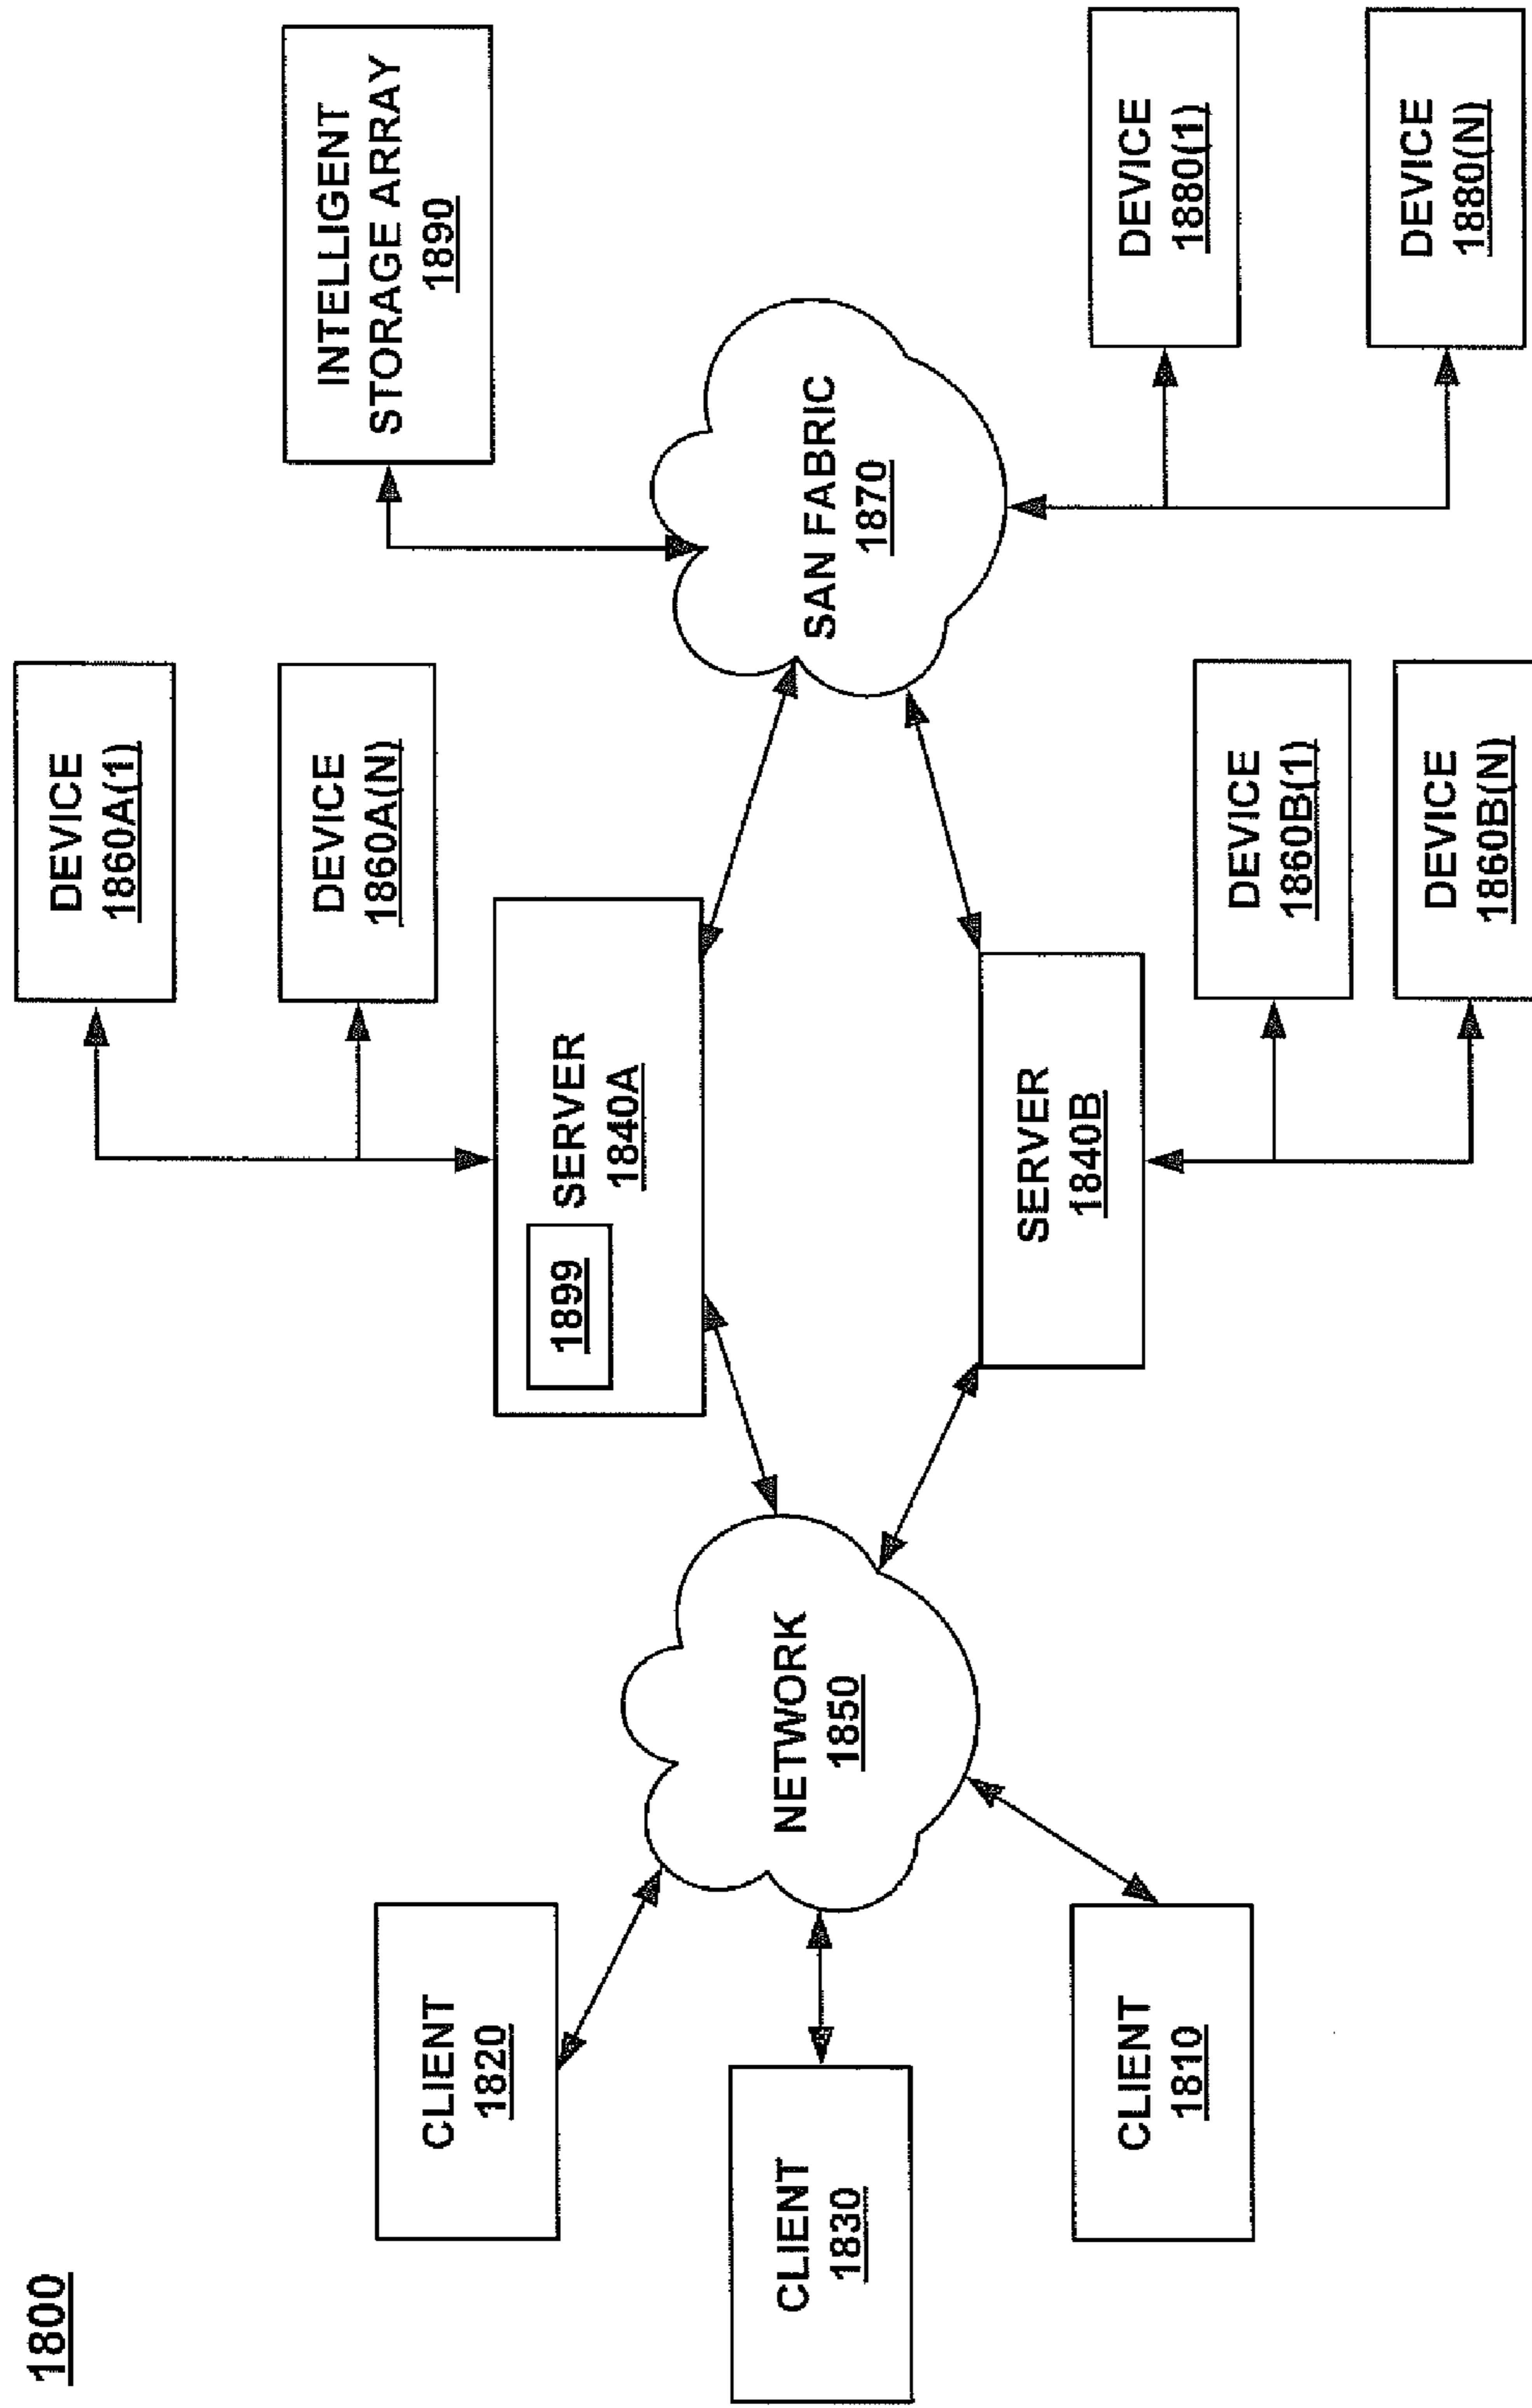 1800
DEVICE
1860A(1)
DEVICE
1860A(N)
INTELLIGENT
STORAGE ARRAY
1890
CLIENT
1820
1899
SERVER
1840A
CLIENT
1830
NETWORK
1850
SAN FABRIC
1870
CLIENT
1810
SERVER
1840B
DEVICE
1860B(1)
DEVICE
1860B(N)
DEVICE
1880(1)
DEVICE
1880(N)